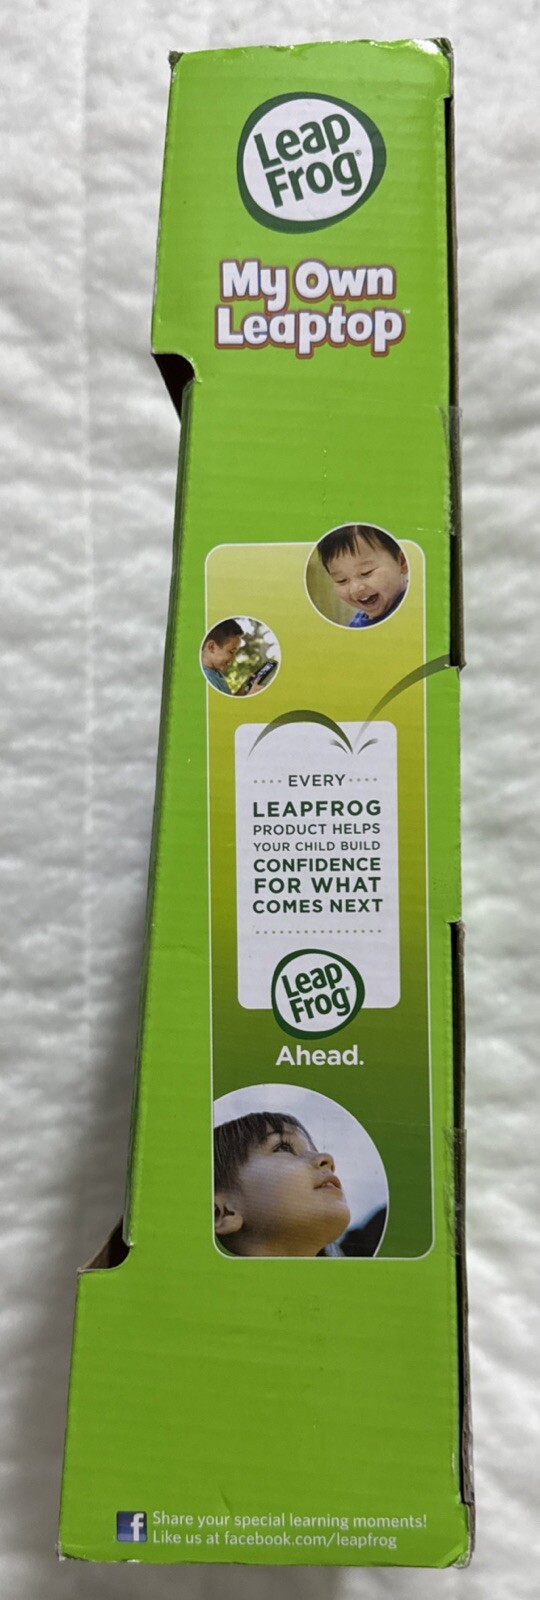 Leap
Frog®
My Own
Leaptop™
EVERY
LEAPFROG
PRODUCT HELPS
YOUR CHILD BUILD
CONFIDENCE
FOR WHAT
COMES NEXT
Leap
Frog®
Ahead.
f
Share your special learning moments!
Like us at facebook.com/leapfrog